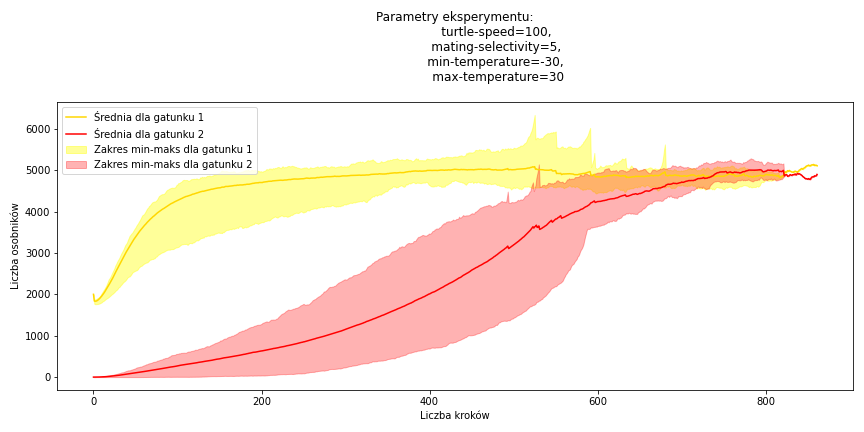 Parametry eksperymentu:
turtle-speed=100,
mating-selectivity=5,
min-temperature=-30,
max-temperature=30
Średnia dla gatunku 1
Średnia dla gatunku 2
Zakres min-maks dla gatunku 1
Zakres min-maks dla gatunku 2
6000
5000
4000
3000
2000
1000
0
Liczba osobników
0
200
400
600
800
Liczba kroków